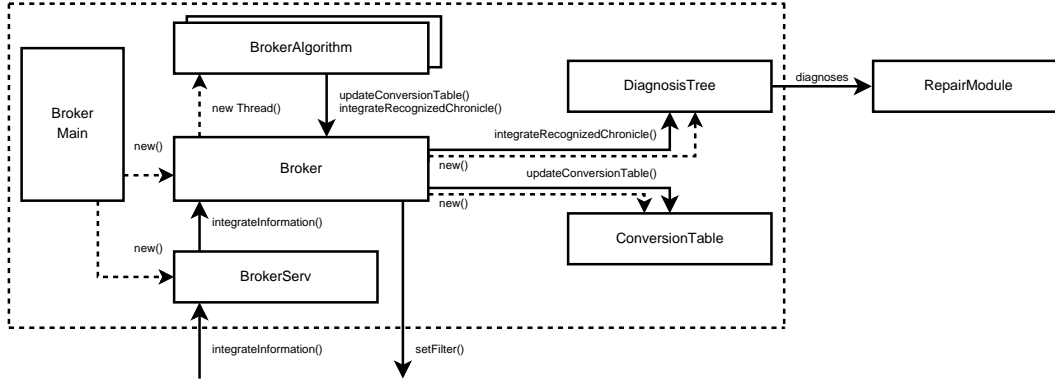 BrokerAlgorithm
Broker
Main
new Thread()
updateConversionTable()
integrateRecognizedChronicle()
DiagnosisTree
diagnoses
RepairModule
new()
Broker
integrateRecognizedChronicle()
new()
updateConversionTable()
new()
integrateInformation()
ConversionTable
new()
BrokerServ
integrateInformation()
setFilter()